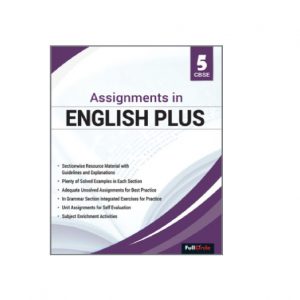 5
CBSE
Assignments in
ENGLISH PLUS
• Sectionwise Resource Material with
Guidelines and Explanations
• Plenty of Solved Examples in Each Section
• Adequate Unsolved Assignments for Best Practice
• In Grammar Section Integrated Exercises for Practice
• Unit Assignments for Self Evaluation
• Subject Enrichment Activities
FullCircle